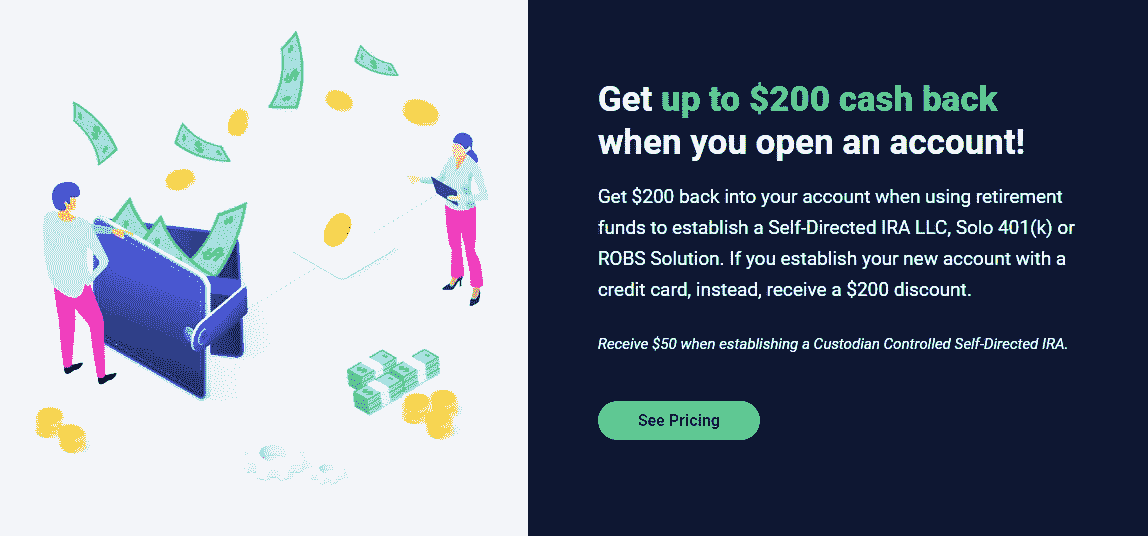 Get up to $200 cash back
when you open an account!
Get $200 back into your account when using retirement
funds to establish a Self-Directed IRA LLC, Solo 401(k) or
ROBS Solution. If you establish your new account with a
credit card, instead, receive a $200 discount.
Receive $50 when establishing a Custodian Controlled Self-Directed IRA.
See Pricing